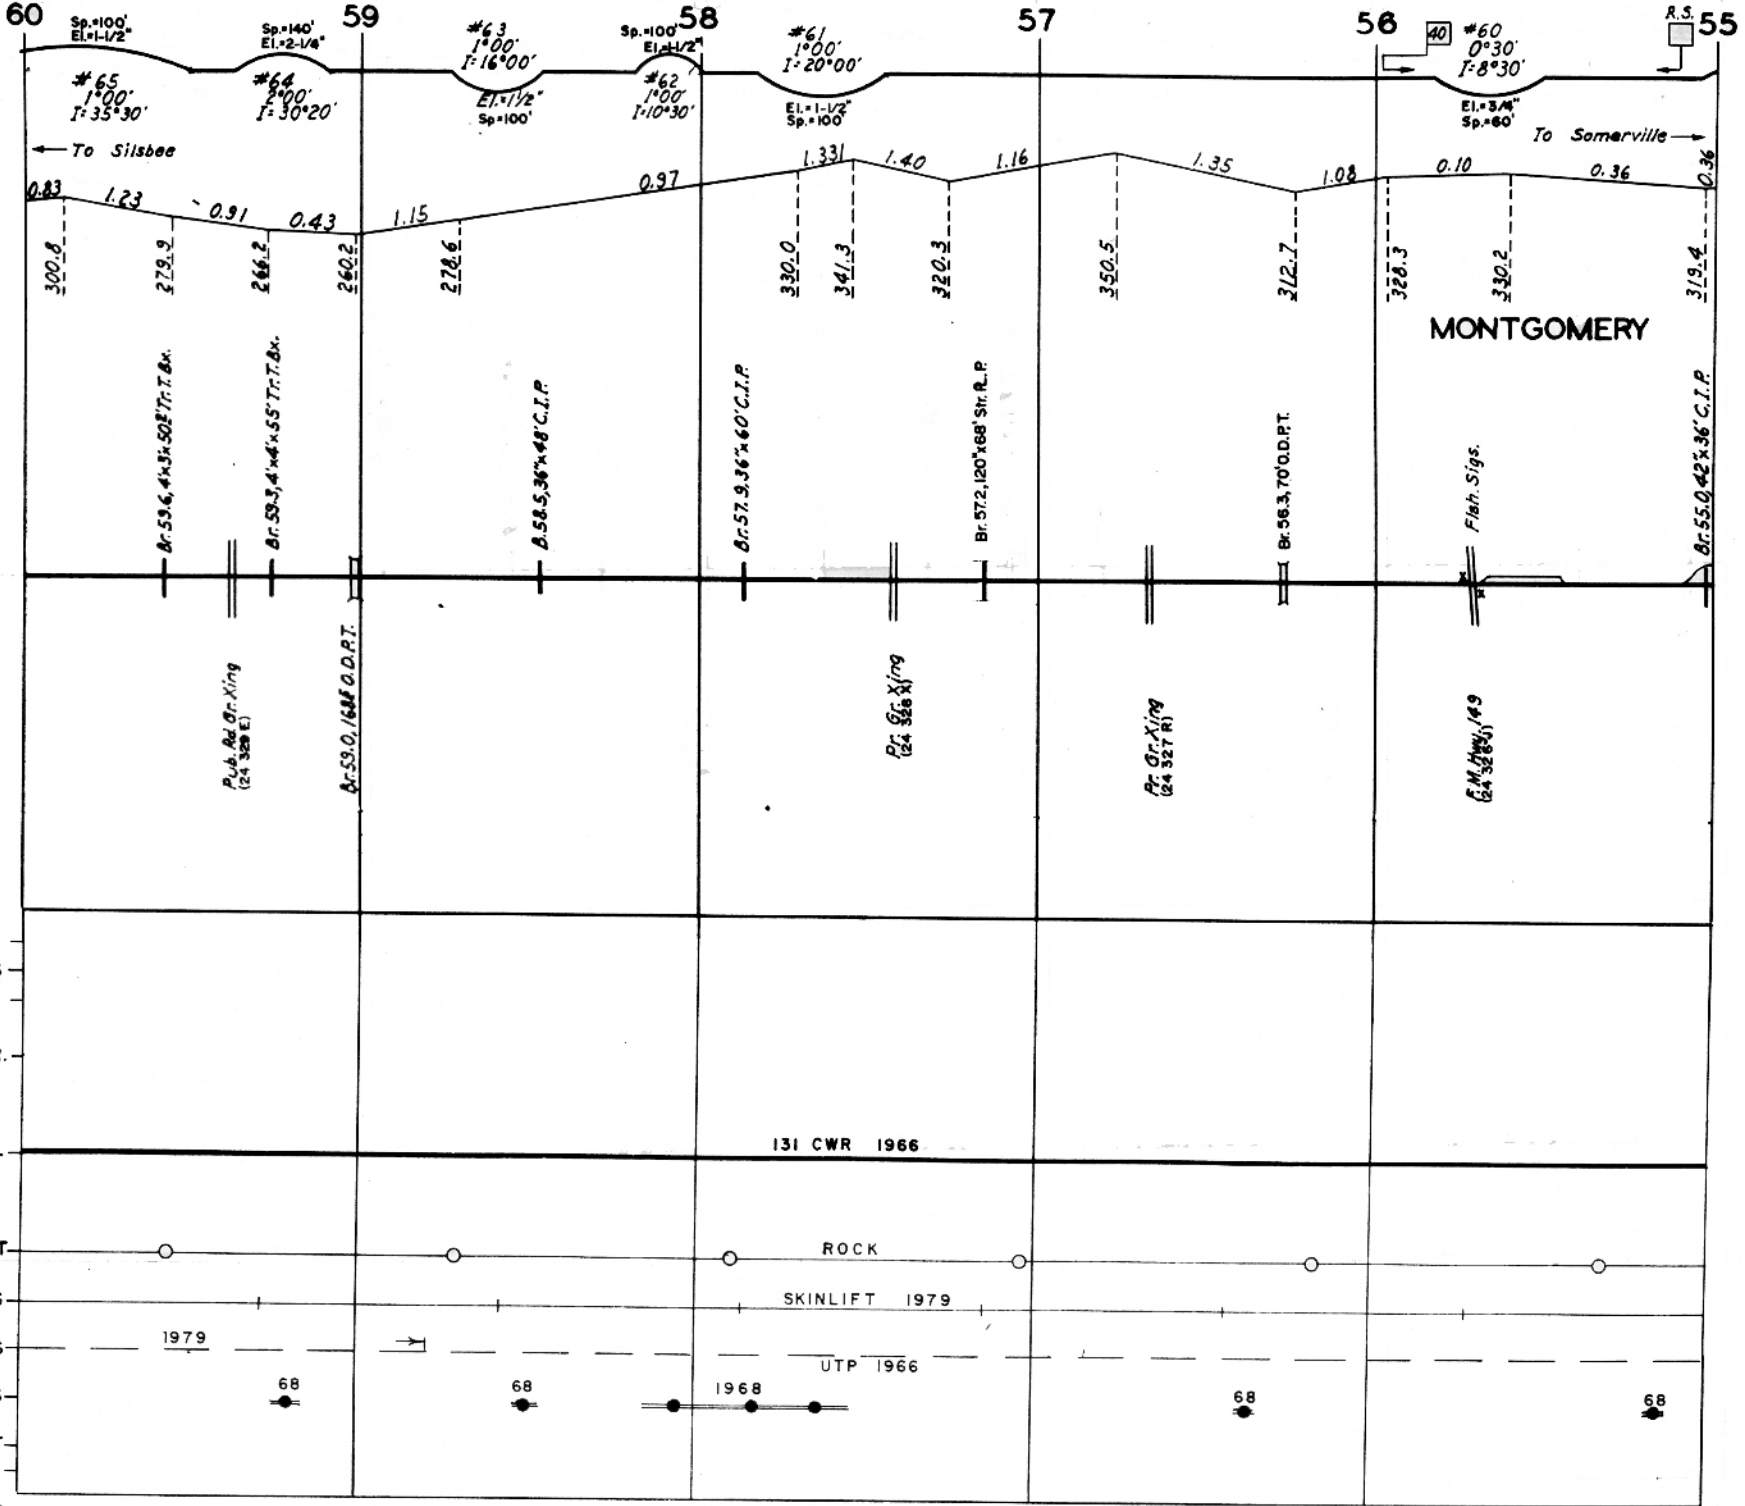 60
59
58
57
56
55
Sp.=100'
El.=1-1/2"
#65
1°00'
I=35°30'
Sp.=140'
El.=2-1/4"
#64
2°00'
I=30°20'
#63
1°00'
I=16°00'
El.=1 1/2"
Sp=100'
Sp.=100'
El.=1-1/2"
#62
1°00'
I=10°30'
#61
1°00'
I=20°00'
El.=1-1/2"
Sp.=100'
40
#60
0°30'
I=8°30'
El.=3/4"
Sp.=60'
R.S.
← To Silsbee
To Somerville →
0.83
1.23
0.91
0.43
1.15
0.97
1.331
1.40
1.16
1.35
1.08
0.10
0.36
0.36
300.8
279.9
266.2
260.2
278.6
330.0
341.3
320.3
350.5
312.7
328.3
330.2
319.4
MONTGOMERY
Br. 59.6, 4'x3'x50' Tr. T. Bx.
Br. 59.3, 4'x4'x55' Tr. T. Bx.
B. 58.5, 36"x48' C.I.P.
Br. 57.9, 36"x60' C.I.P.
Br. 57.2, 120"x68' Str. R.P.
Br. 56.3, 70' O.D.P.T.
Flsh. Sigs.
Br. 55.0, 42"x36' C.I.P.
Pub. Rd. Gr. Xing
(24 329 E)
Br. 59.0, O.D.P.T.
Pr. Gr. Xing
(24 328 X)
Pr. Gr. Xing
(24 327 R)
F.M. Hwy. 149
(24 326 J)
131 CWR 1966
ROCK
SKINLIFT 1979
1979
UTP 1966
68
68
1968
68
68